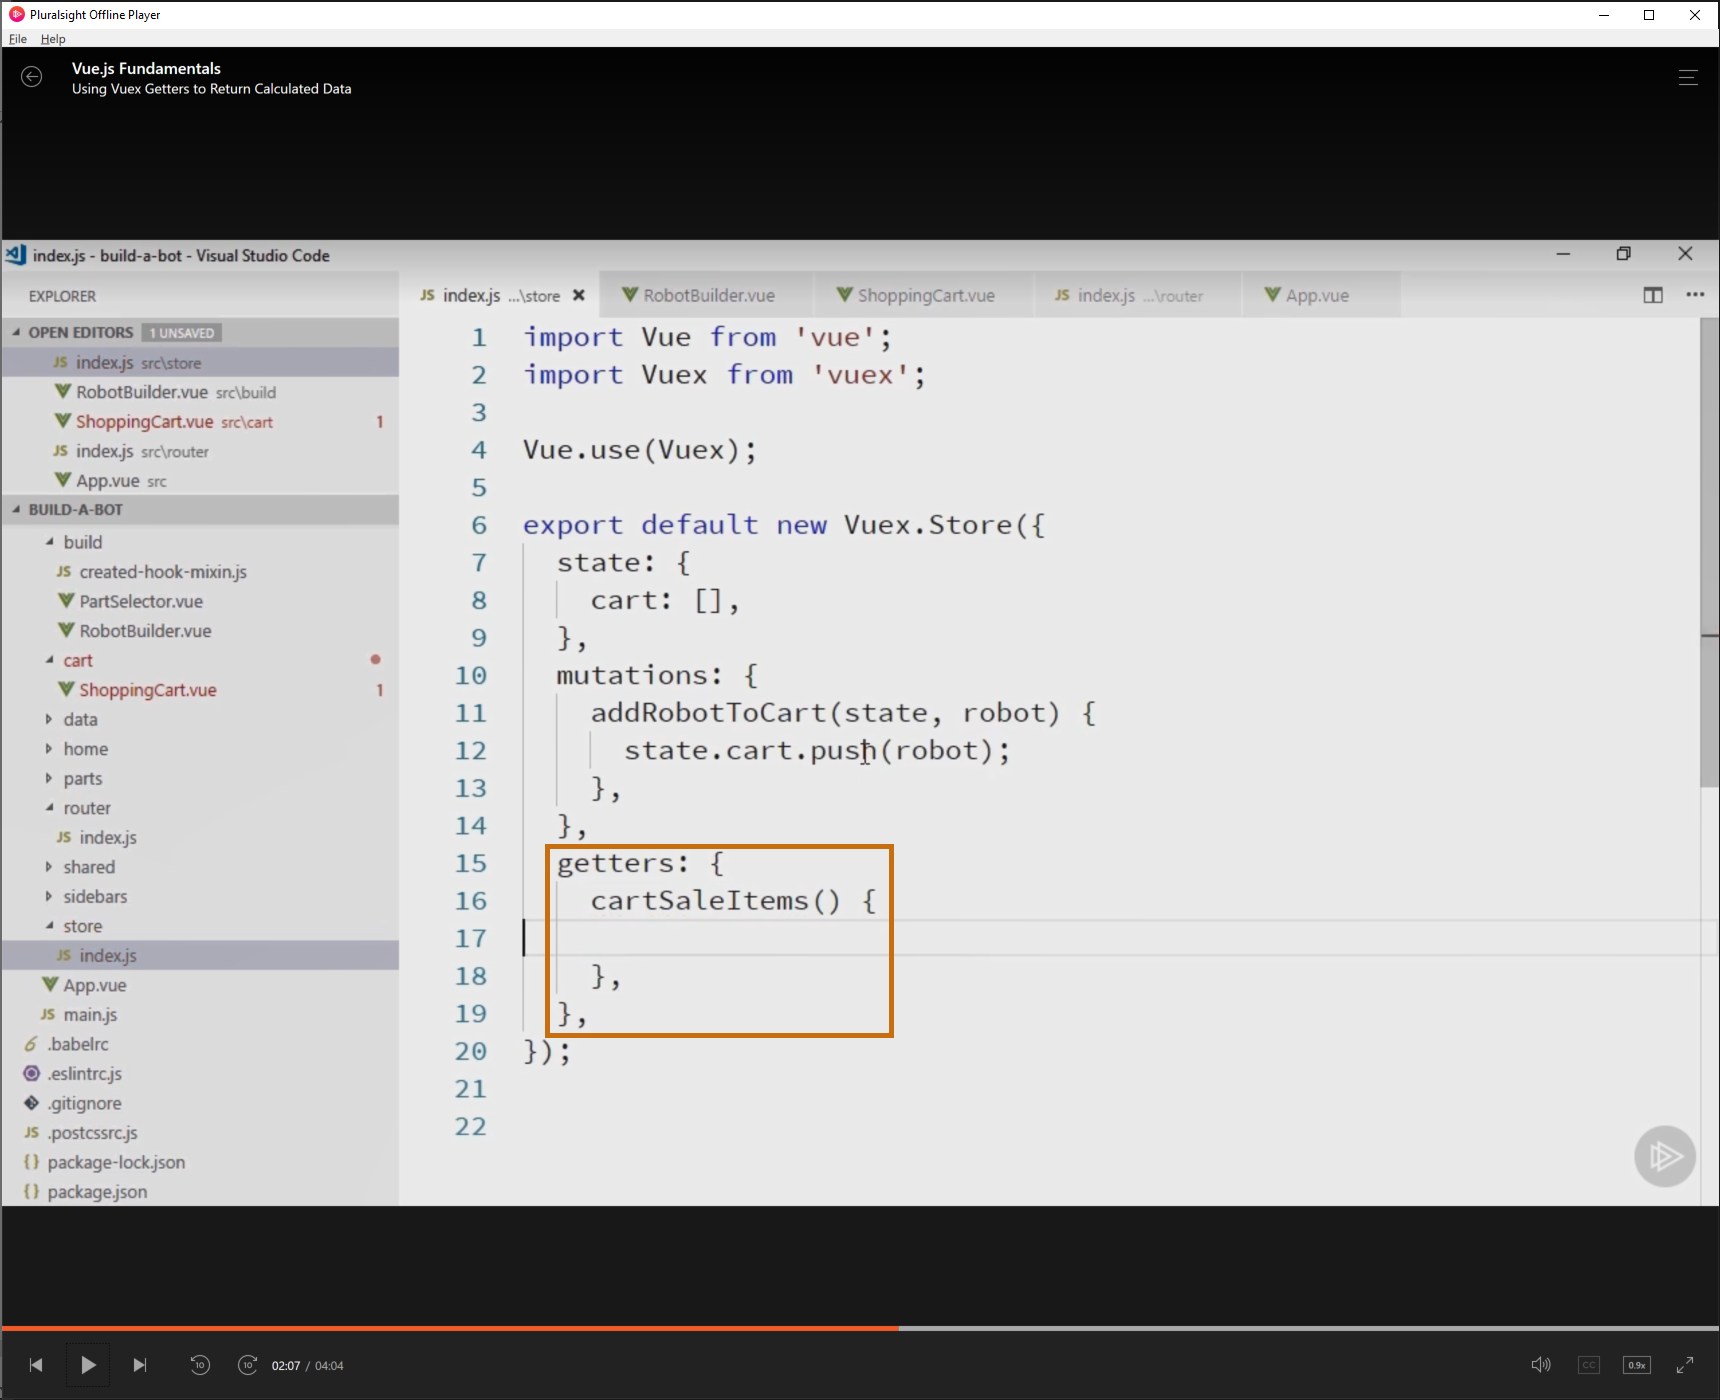 Pluralsight Offline Player
File Help
Vue.js Fundamentals
Using Vuex Getters to Return Calculated Data
index.js - build-a-bot - Visual Studio Code
EXPLORER
index.js ...\store
RobotBuilder.vue
ShoppingCart.vue
index.js ...\router
App.vue
OPEN EDITORS 1 UNSAVED
JS index.js src\store
RobotBuilder.vue src\build
ShoppingCart.vue src\cart 1
JS index.js src\router
App.vue src
BUILD-A-BOT
build
JS created-hook-mixin.js
PartSelector.vue
RobotBuilder.vue
cart
ShoppingCart.vue 1
data
home
parts
router
JS index.js
shared
sidebars
store
JS index.js
App.vue
JS main.js
.babelrc
.eslintrc.js
.gitignore
JS .postcssrc.js
{} package-lock.json
{} package.json
1 import Vue from 'vue';
2 import Vuex from 'vuex';
3
4 Vue.use(Vuex);
5
6 export default new Vuex.Store({
7 state: {
8 cart: [],
9 },
10 mutations: {
11 addRobotToCart(state, robot) {
12 state.cart.push(robot);
13 },
14 },
15 getters: {
16 cartSaleItems() {
17
18 },
19 },
20 });
21
22
10 10 02:07 / 04:04 CC 0.9x